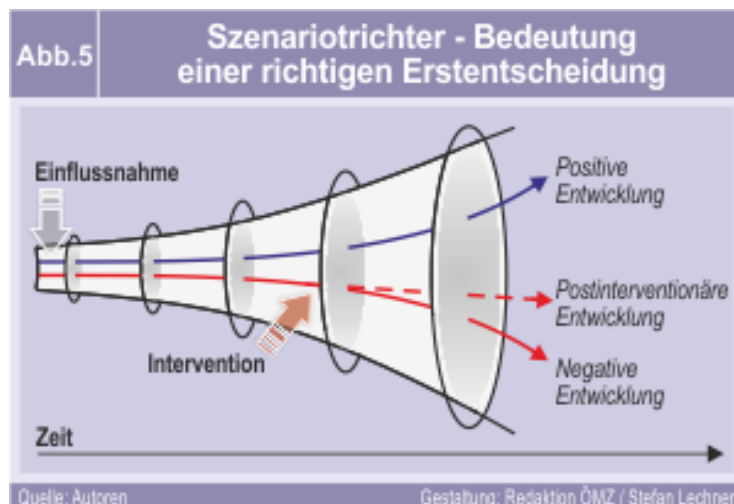 Abb.5
Szenariotrichter - Bedeutung
einer richtigen Erstentscheidung
Einflussnahme
Positive
Entwicklung
Postinterventionäre
Entwicklung
Intervention
Negative
Entwicklung
Zeit
Quelle: Autoren
Gestaltung: Redaktion ÖMZ / Stefan Lechner